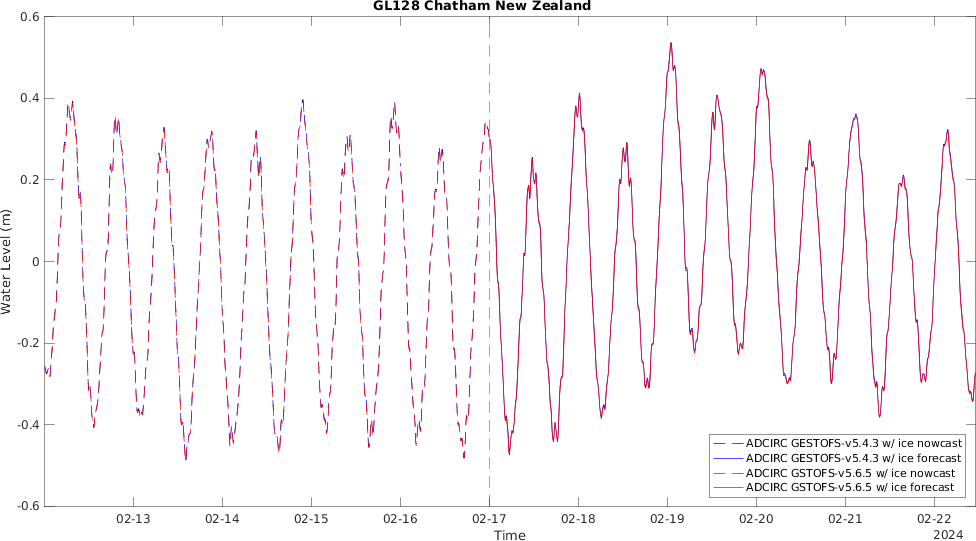 GL128 Chatham New Zealand
0.6
0.4
0.2
0
-0.2
-0.4
-0.6
Water Level (m)
02-13 02-14 02-15 02-16 02-17 02-18 02-19 02-20 02-21 02-22
Time
2024
ADCIRC GESTOFS-v5.4.3 w/ ice nowcast
ADCIRC GESTOFS-v5.4.3 w/ ice forecast
ADCIRC GSTOFS-v5.6.5 w/ ice nowcast
ADCIRC GSTOFS-v5.6.5 w/ ice forecast